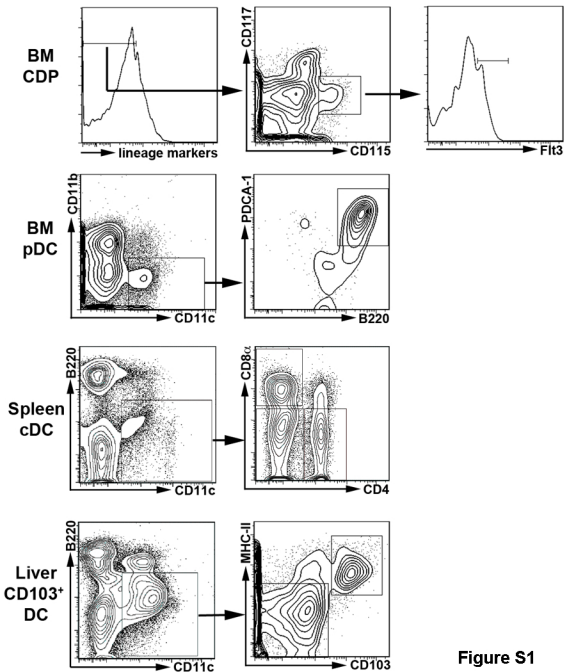 BM
CDP
lineage markers
CD117
CD115
Flt3
BM
pDC
CD11b
CD11c
PDCA-1
B220
Spleen
cDC
B220
CD11c
CD8α
CD4
Liver
CD103+
DC
B220
CD11c
MHC-II
CD103
Figure S1